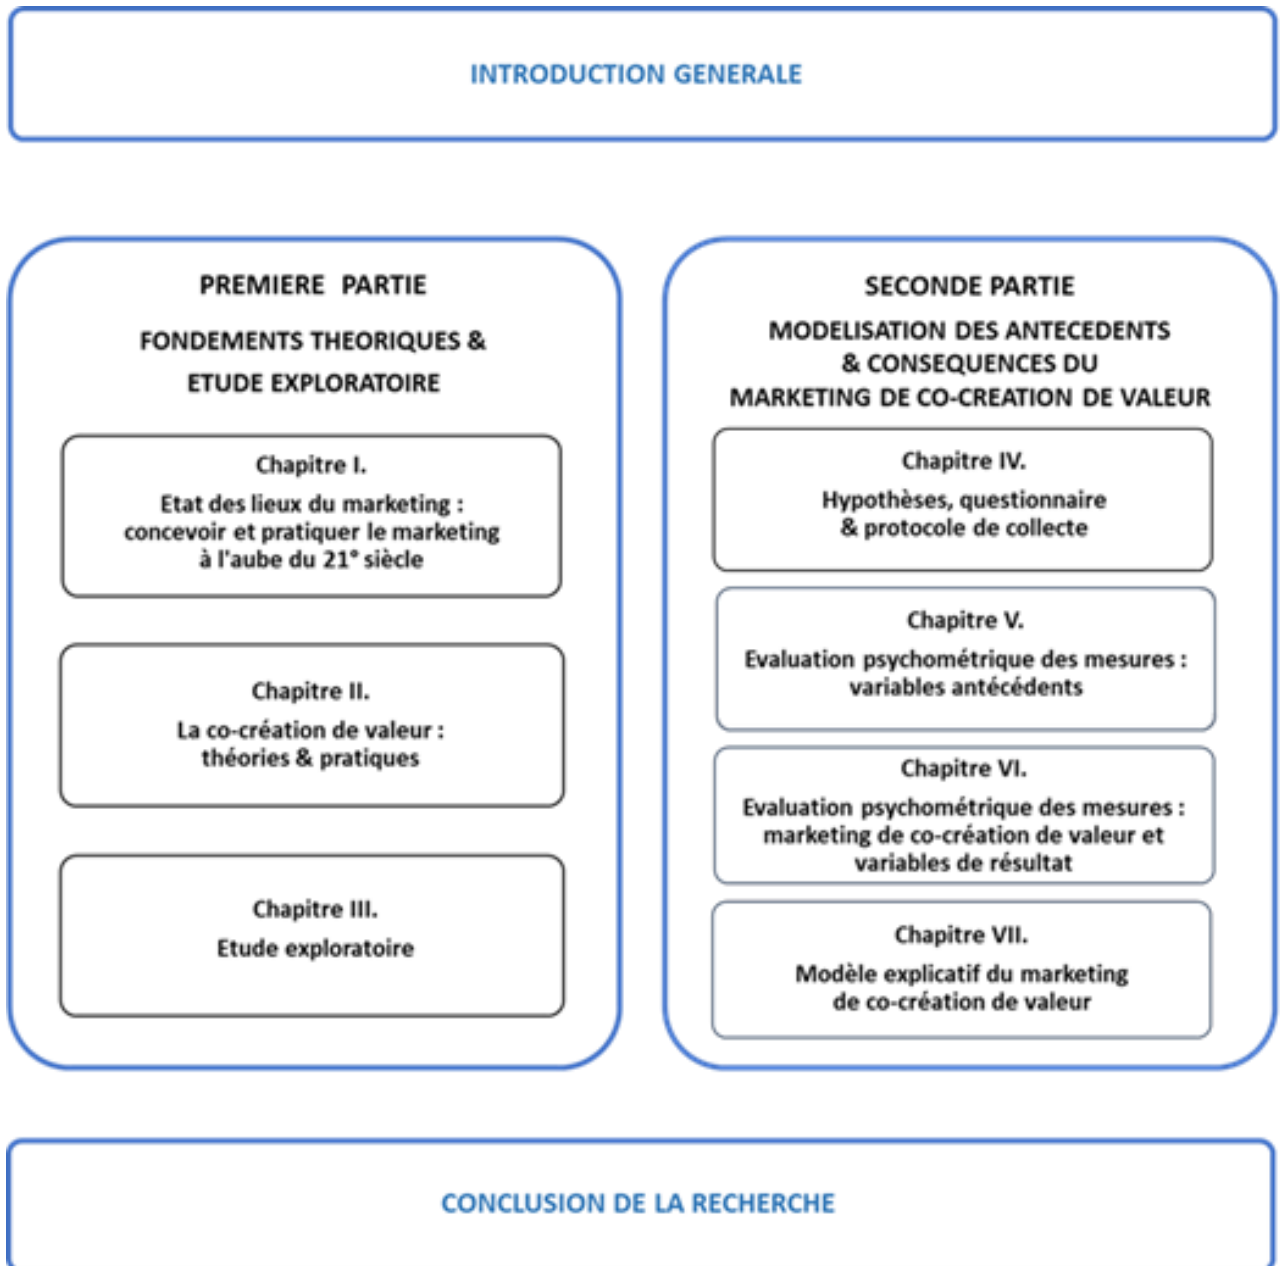 INTRODUCTION GENERALE
PREMIERE PARTIE
FONDEMENTS THEORIQUES &
ETUDE EXPLORATOIRE
Chapitre I.
Etat des lieux du marketing :
concevoir et pratiquer le marketing
à l'aube du 21° siècle
Chapitre II.
La co-création de valeur :
théories & pratiques
Chapitre III.
Etude exploratoire
SECONDE PARTIE
MODELISATION DES ANTECEDENTS
& CONSEQUENCES DU
MARKETING DE CO-CREATION DE VALEUR
Chapitre IV.
Hypothèses, questionnaire
& protocole de collecte
Chapitre V.
Evaluation psychométrique des mesures :
variables antécédents
Chapitre VI.
Evaluation psychométrique des mesures :
marketing de co-création de valeur et
variables de résultat
Chapitre VII.
Modèle explicatif du marketing
de co-création de valeur
CONCLUSION DE LA RECHERCHE